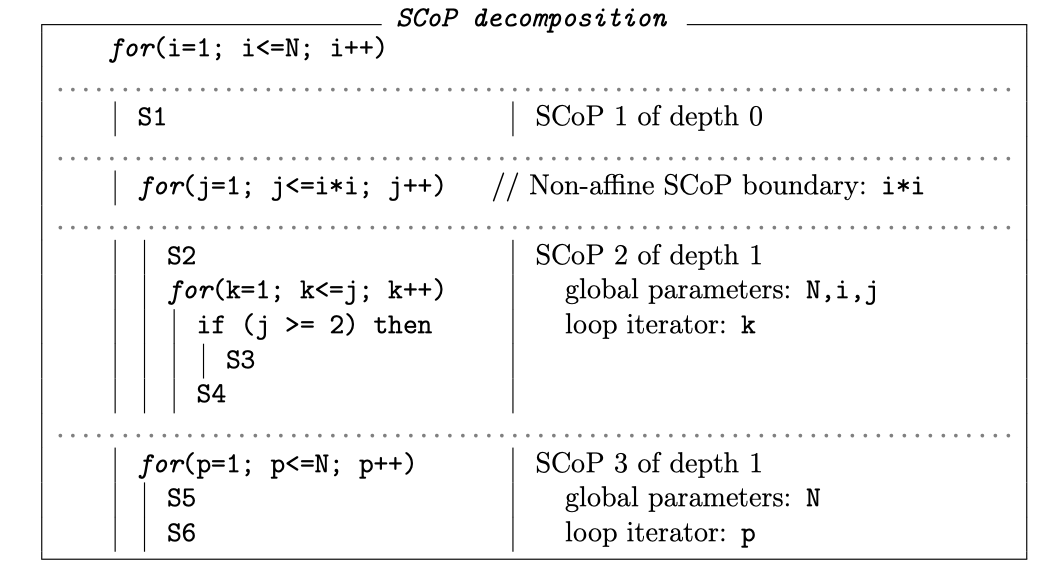 SCoP decomposition
for(i=1; i<=N; i++)
S1 SCoP 1 of depth 0
for(j=1; j<=i*i; j++) // Non-affine SCoP boundary: i*i
S2 SCoP 2 of depth 1
for(k=1; k<=j; k++) global parameters: N,i,j
if (j >= 2) then loop iterator: k
S3
S4
for(p=1; p<=N; p++) SCoP 3 of depth 1
S5 global parameters: N
S6 loop iterator: p